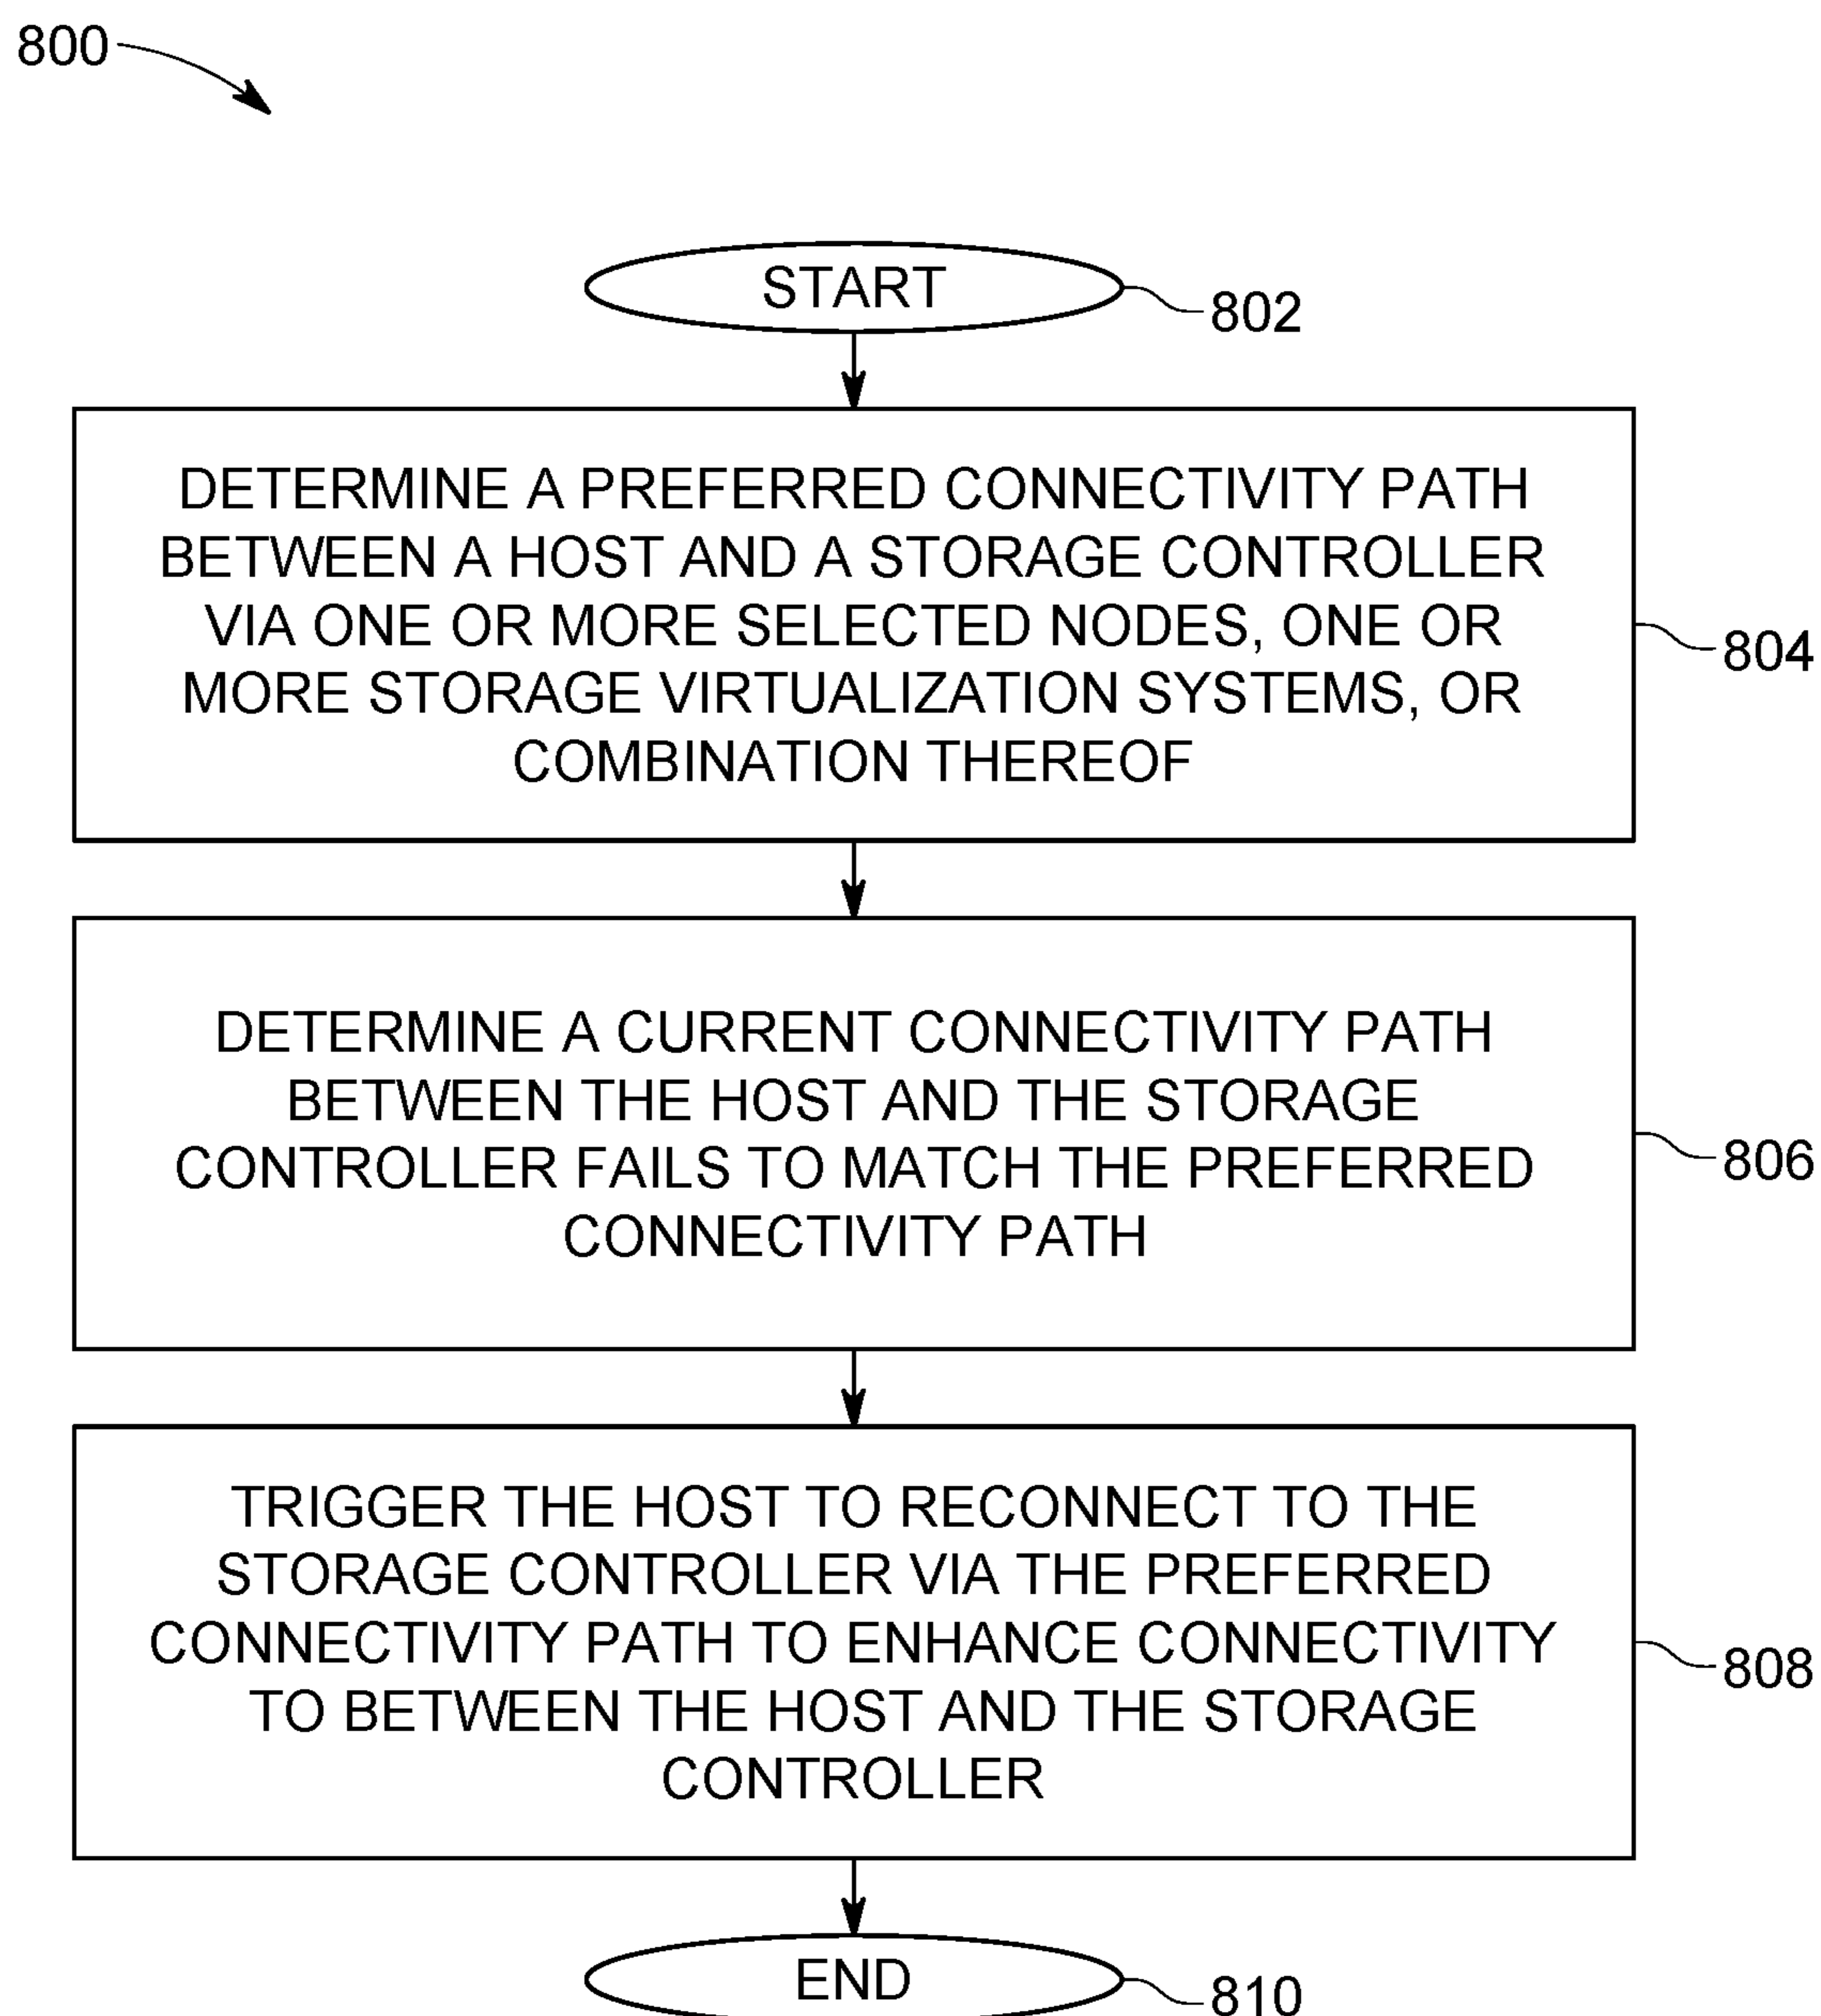 800
START
802
DETERMINE A PREFERRED CONNECTIVITY PATH
BETWEEN A HOST AND A STORAGE CONTROLLER
VIA ONE OR MORE SELECTED NODES, ONE OR
MORE STORAGE VIRTUALIZATION SYSTEMS, OR
COMBINATION THEREOF
804
DETERMINE A CURRENT CONNECTIVITY PATH
BETWEEN THE HOST AND THE STORAGE
CONTROLLER FAILS TO MATCH THE PREFERRED
CONNECTIVITY PATH
806
TRIGGER THE HOST TO RECONNECT TO THE
STORAGE CONTROLLER VIA THE PREFERRED
CONNECTIVITY PATH TO ENHANCE CONNECTIVITY
TO BETWEEN THE HOST AND THE STORAGE
CONTROLLER
808
END
810